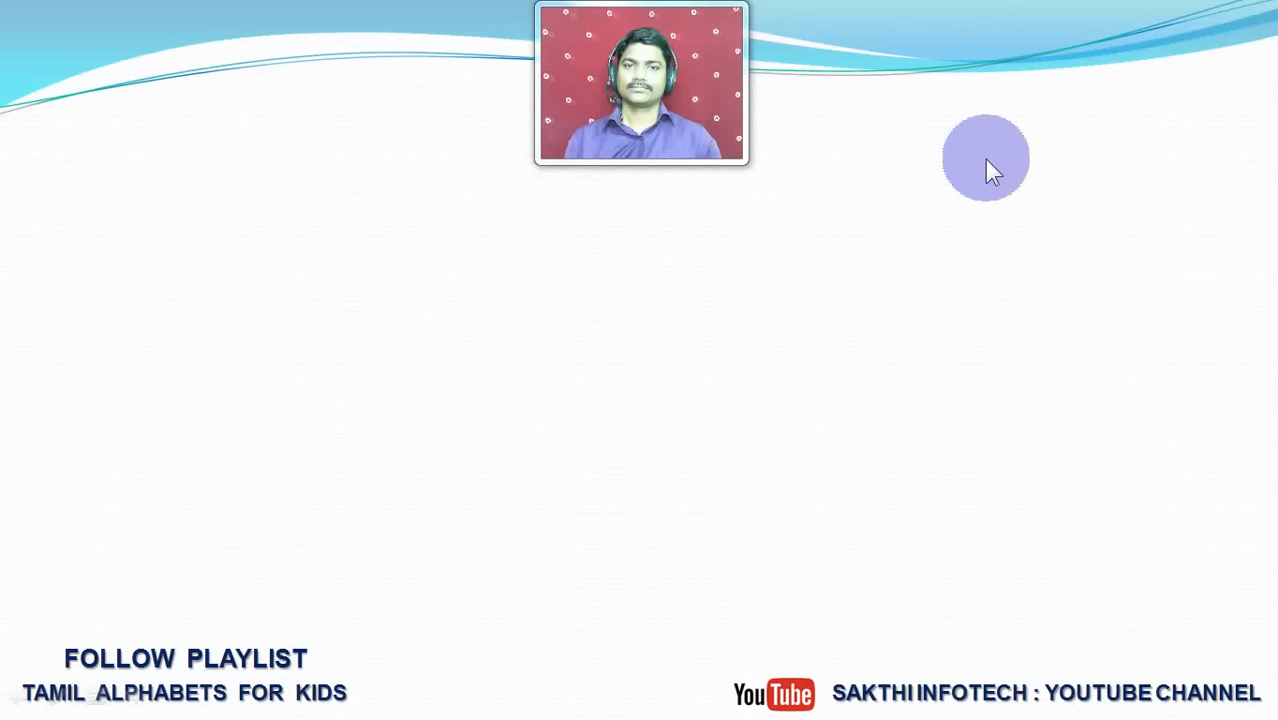 FOLLOW PLAYLIST
TAMIL ALPHABETS FOR KIDS
YouTube SAKTHI INFOTECH : YOUTUBE CHANNEL